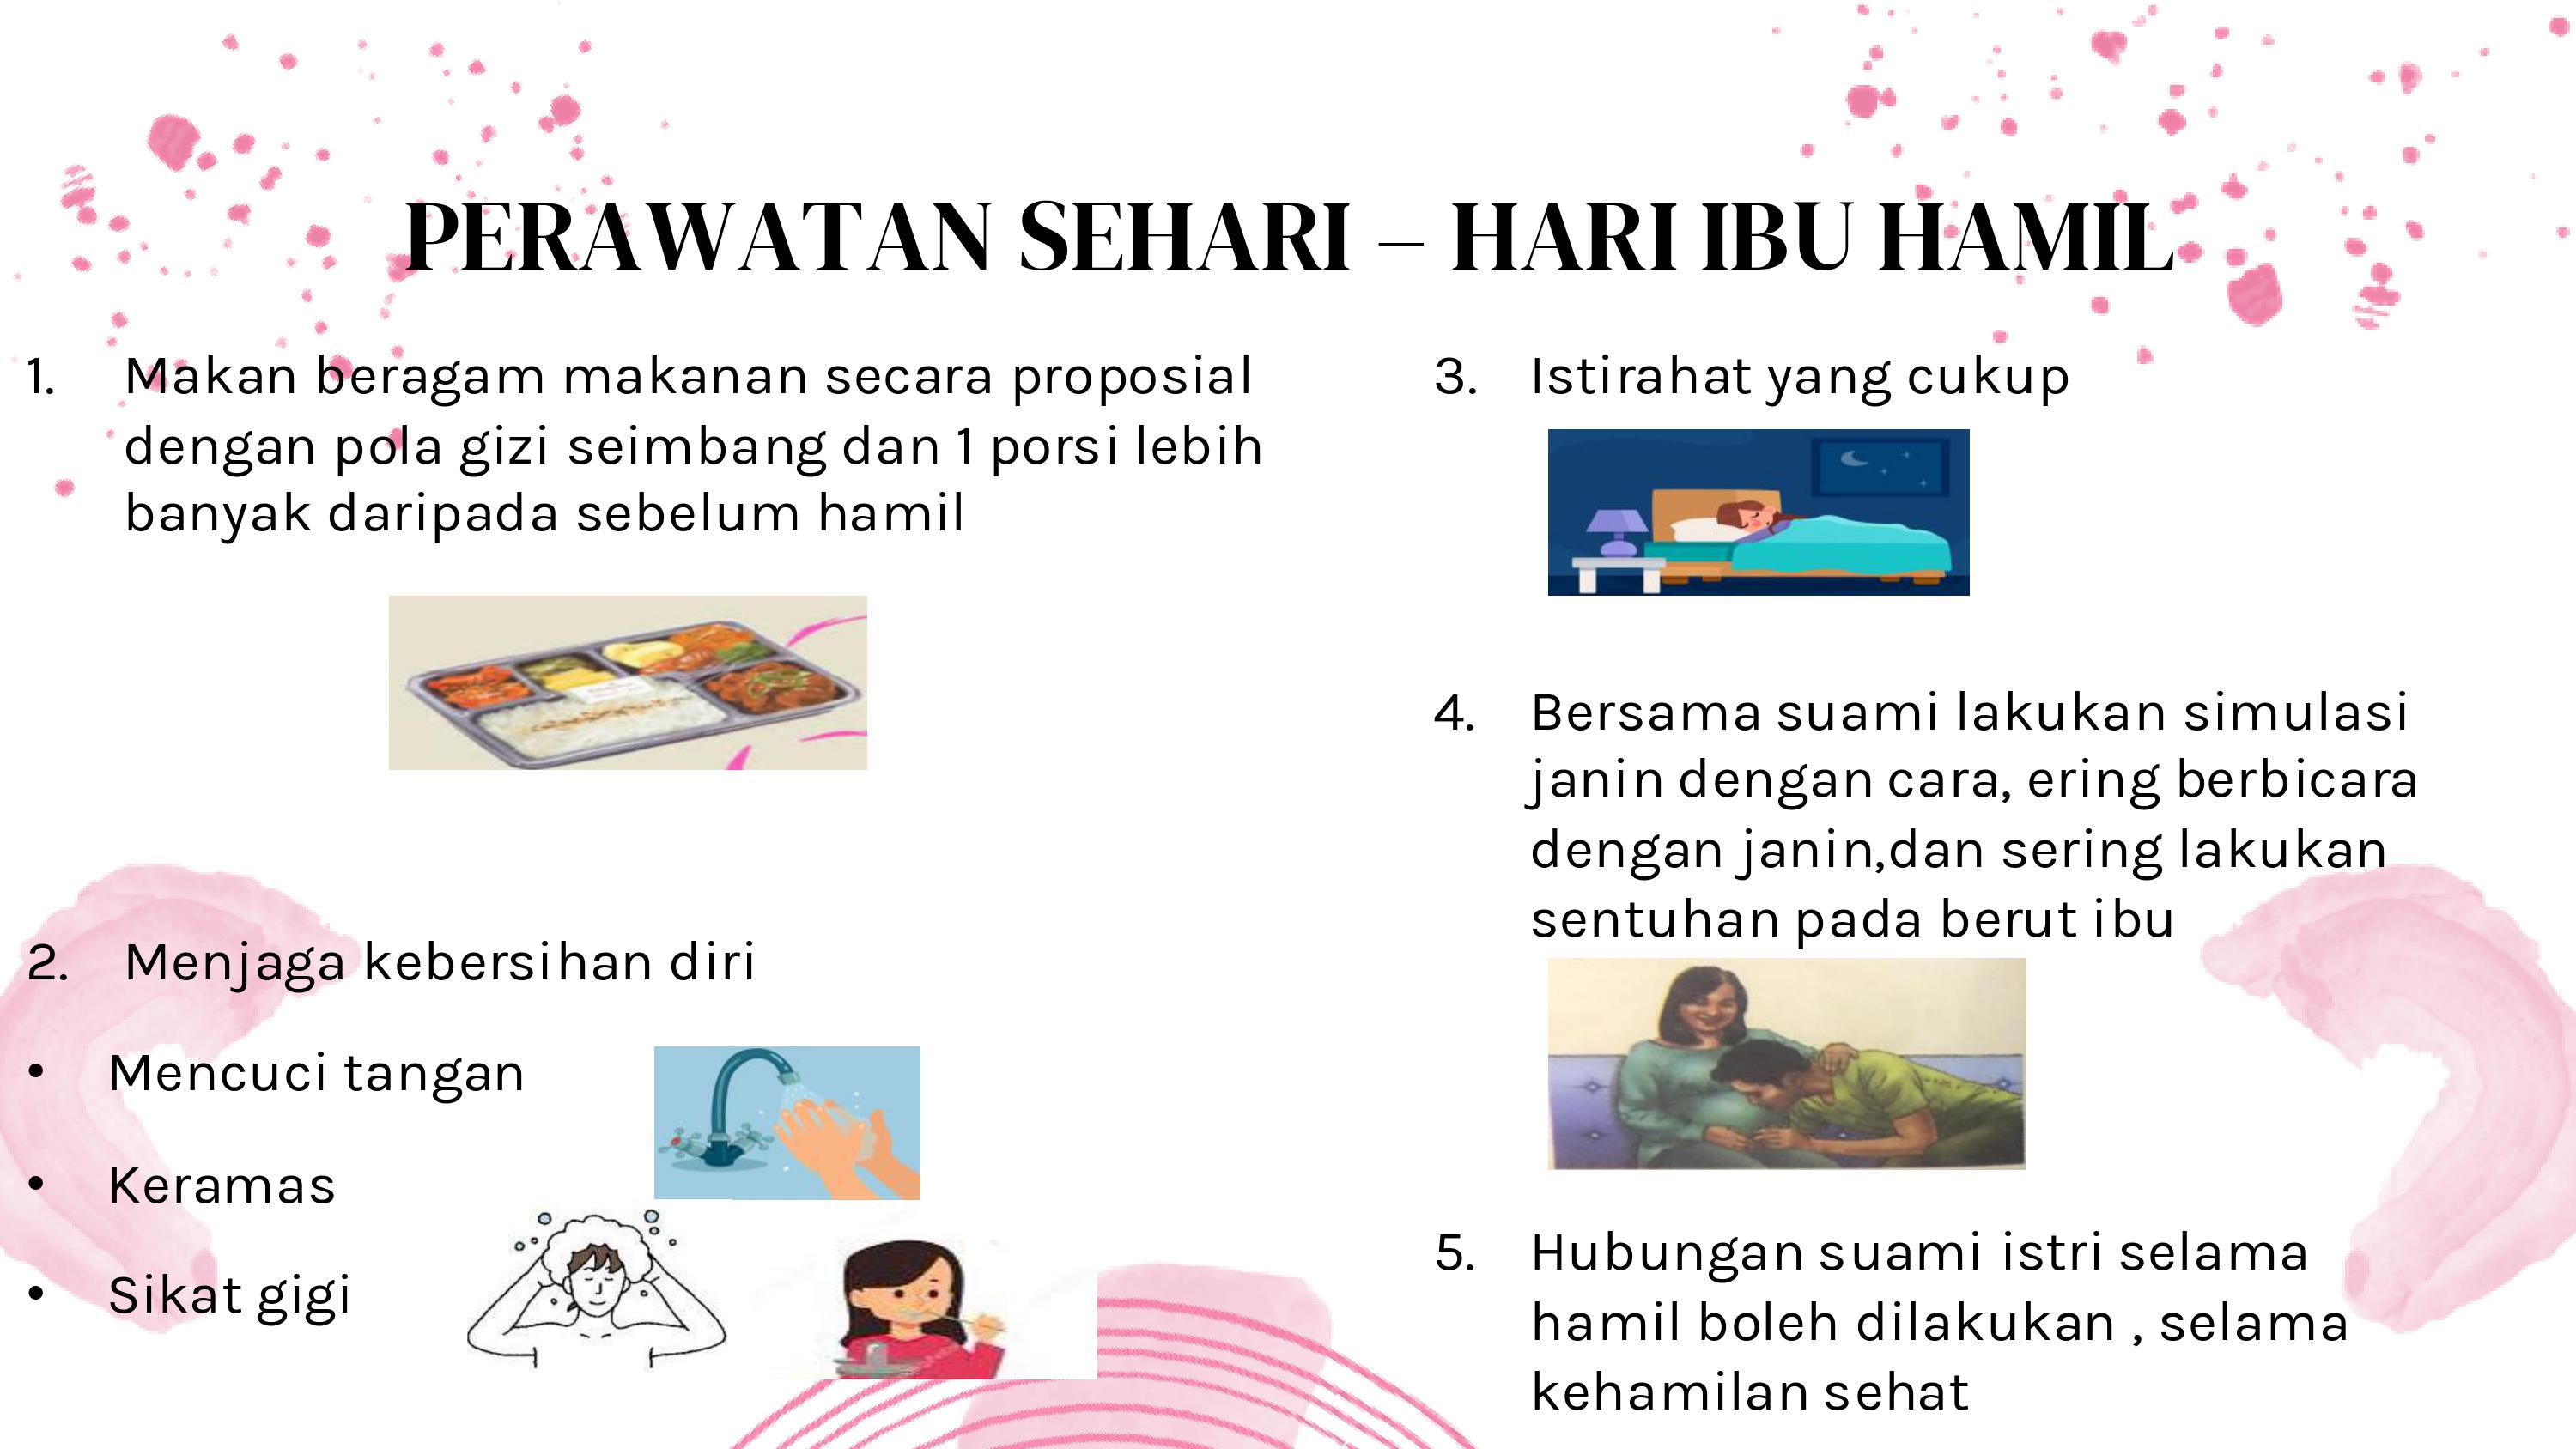 PERAWATAN SEHARI – HARI IBU HAMIL
1. Makan beragam makanan secara proposial
dengan pola gizi seimbang dan 1 porsi lebih
banyak daripada sebelum hamil
2. Menjaga kebersihan diri
• Mencuci tangan
• Keramas
• Sikat gigi
3. Istirahat yang cukup
4. Bersama suami lakukan simulasi
janin dengan cara, ering berbicara
dengan janin,dan sering lakukan
sentuhan pada berut ibu
5. Hubungan suami istri selama
hamil boleh dilakukan , selama
kehamilan sehat